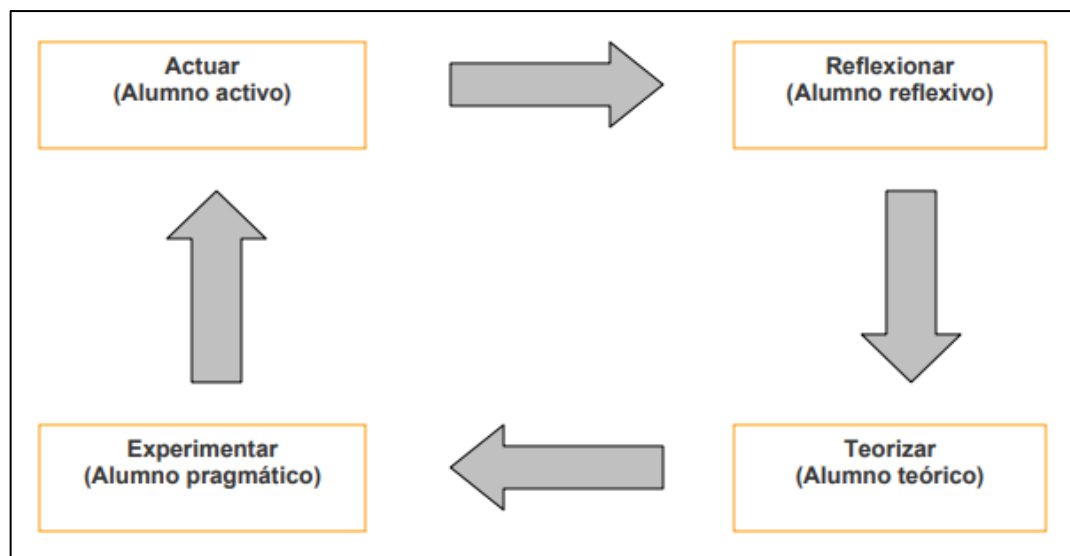 Actuar
(Alumno activo)
Reflexionar
(Alumno reflexivo)
Experimentar
(Alumno pragmático)
Teorizar
(Alumno teórico)